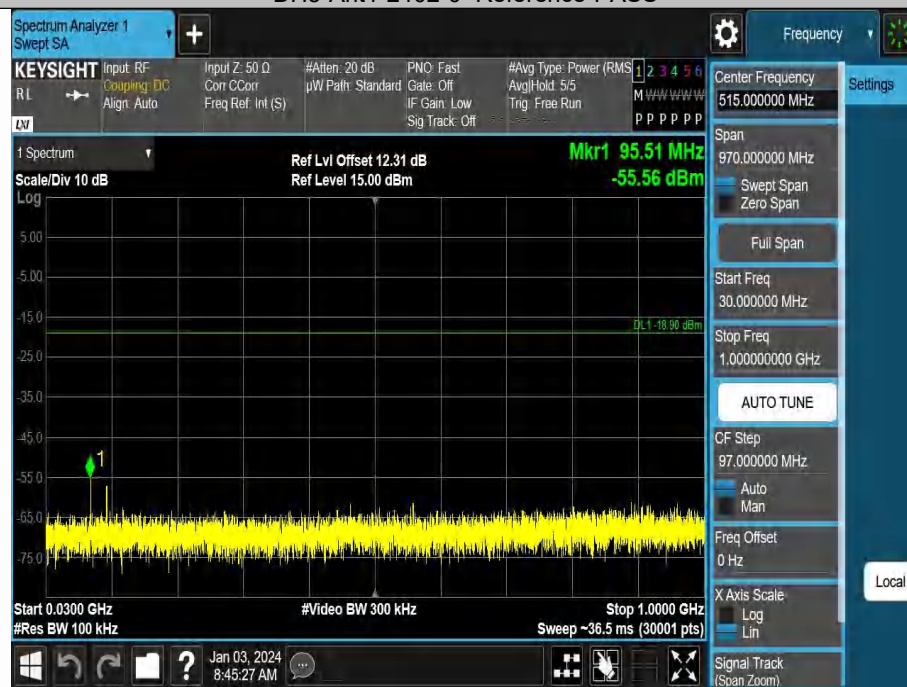 Spectrum Analyzer 1
Swept SA
Frequency
KEYSIGHT
RL
LXI
Input: RF
Coupling: DC
Align: Auto
Input Z: 50 Ω
Corr CCorr
Freq Ref: Int (S)
#Atten: 20 dB
µW Path: Standard
PNO: Fast
Gate: Off
IF Gain: Low
Sig Track: Off
#Avg Type: Power (RMS
Avg|Hold: 5/5
Trig: Free Run
1 2 3 4 5 6
M W W W W W
P P P P P P
1 Spectrum
Scale/Div 10 dB
Log
Ref Lvl Offset 12.31 dB
Ref Level 15.00 dBm
Mkr1 95.51 MHz
-55.56 dBm
5.00
-5.00
-15.0
DL1 -18.90 dBm
-25.0
-35.0
-45.0
1
-55.0
-65.0
-75.0
Start 0.0300 GHz
#Res BW 100 kHz
#Video BW 300 kHz
Stop 1.0000 GHz
Sweep ~36.5 ms (30001 pts)
Jan 03, 2024
8:45:27 AM
Center Frequency
515.000000 MHz
Span
970.000000 MHz
Swept Span
Zero Span
Full Span
Start Freq
30.000000 MHz
Stop Freq
1.000000000 GHz
AUTO TUNE
CF Step
97.000000 MHz
Auto
Man
Freq Offset
0 Hz
X Axis Scale
Log
Lin
Signal Track
(Span Zoom)
Settings
Local